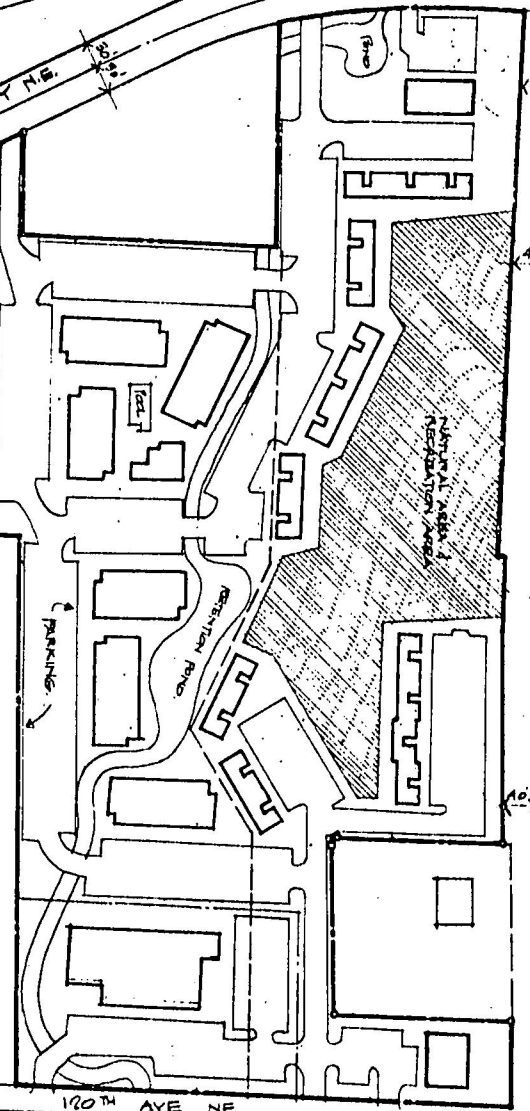 POND
30'
NATURAL AREA /
RECREATION AREA
POOL
RETENTION POND
PARKING
120TH AVE NE